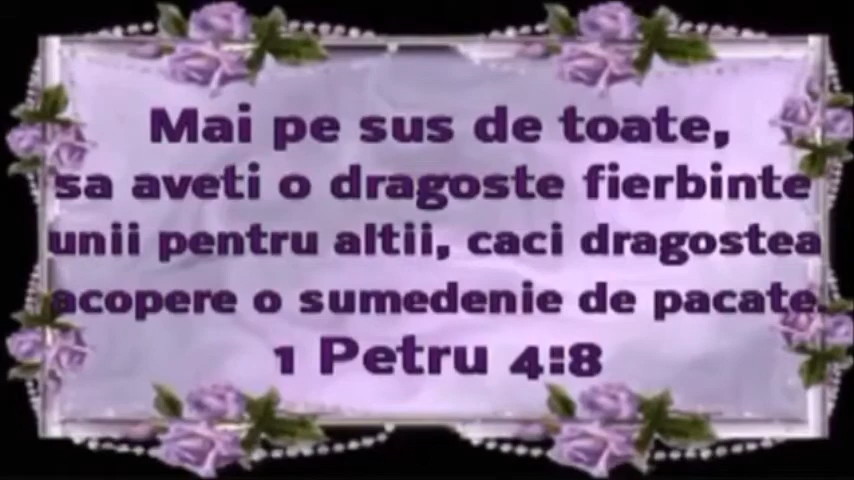 Mai pe sus de toate,
sa aveti o dragoste fierbinte
unii pentru altii, caci dragostea
acopere o sumedenie de pacate.
1 Petru 4:8